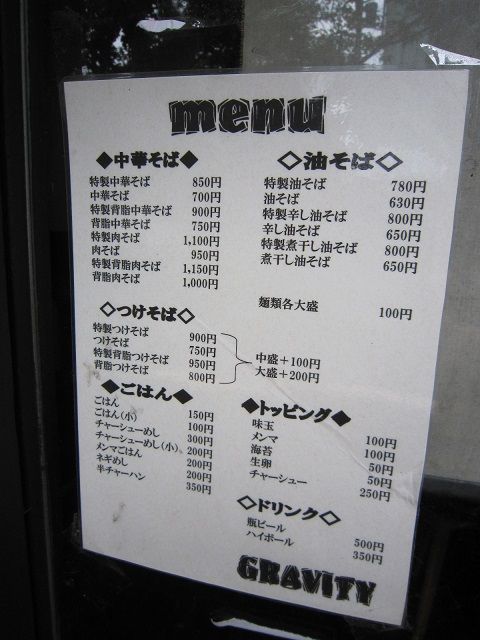 menu
◆中華そば◆
特製中華そば 850円
中華そば 700円
特製背脂中華そば 900円
背脂中華そば 750円
特製肉そば 1,100円
肉そば 950円
特製背脂肉そば 1,150円
背脂肉そば 1,000円
◇つけそば◇
特製つけそば 900円
つけそば 750円
特製背脂つけそば 950円
背脂つけそば 800円
中盛+100円
大盛+200円
◆ごはん◆
ごはん 150円
ごはん(小) 100円
チャーシューめし 300円
チャーシューめし(小) 200円
メンマごはん 200円
ネギめし 200円
半チャーハン 350円
◇油そば◇
特製油そば 780円
油そば 630円
特製辛し油そば 800円
辛し油そば 650円
特製煮干し油そば 800円
煮干し油そば 650円
麺類各大盛 100円
◆トッピング◆
味玉 100円
メンマ 100円
海苔 50円
生卵 50円
チャーシュー 250円
◇ドリンク◇
瓶ビール 500円
ハイボール 350円
GRAVITY